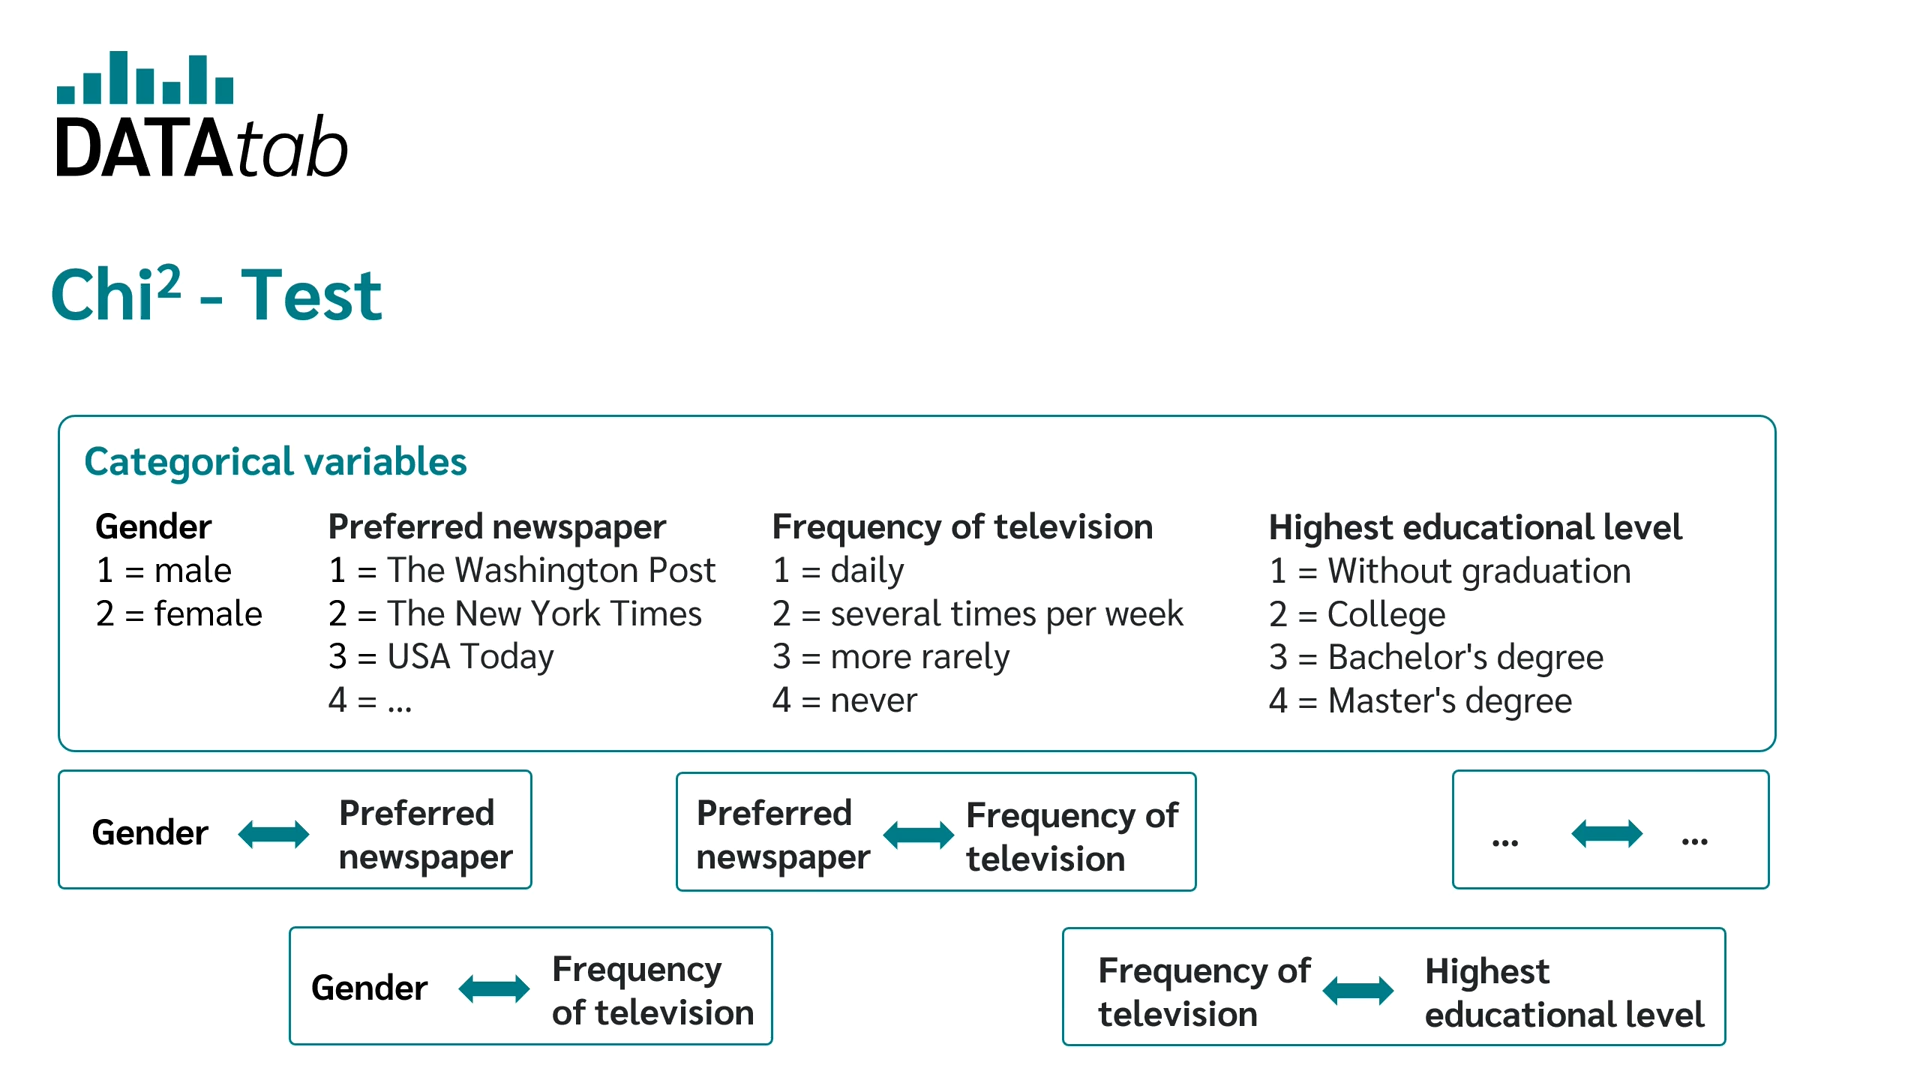 DATAtab
Chi² - Test
Categorical variables
Gender
1 = male
2 = female
Preferred newspaper
1 = The Washington Post
2 = The New York Times
3 = USA Today
4 = ...
Frequency of television
1 = daily
2 = several times per week
3 = more rarely
4 = never
Highest educational level
1 = Without graduation
2 = College
3 = Bachelor's degree
4 = Master's degree
Gender
Preferred
newspaper
Preferred
newspaper
Frequency of
television
...
...
Gender
Frequency
of television
Frequency of
television
Highest
educational level